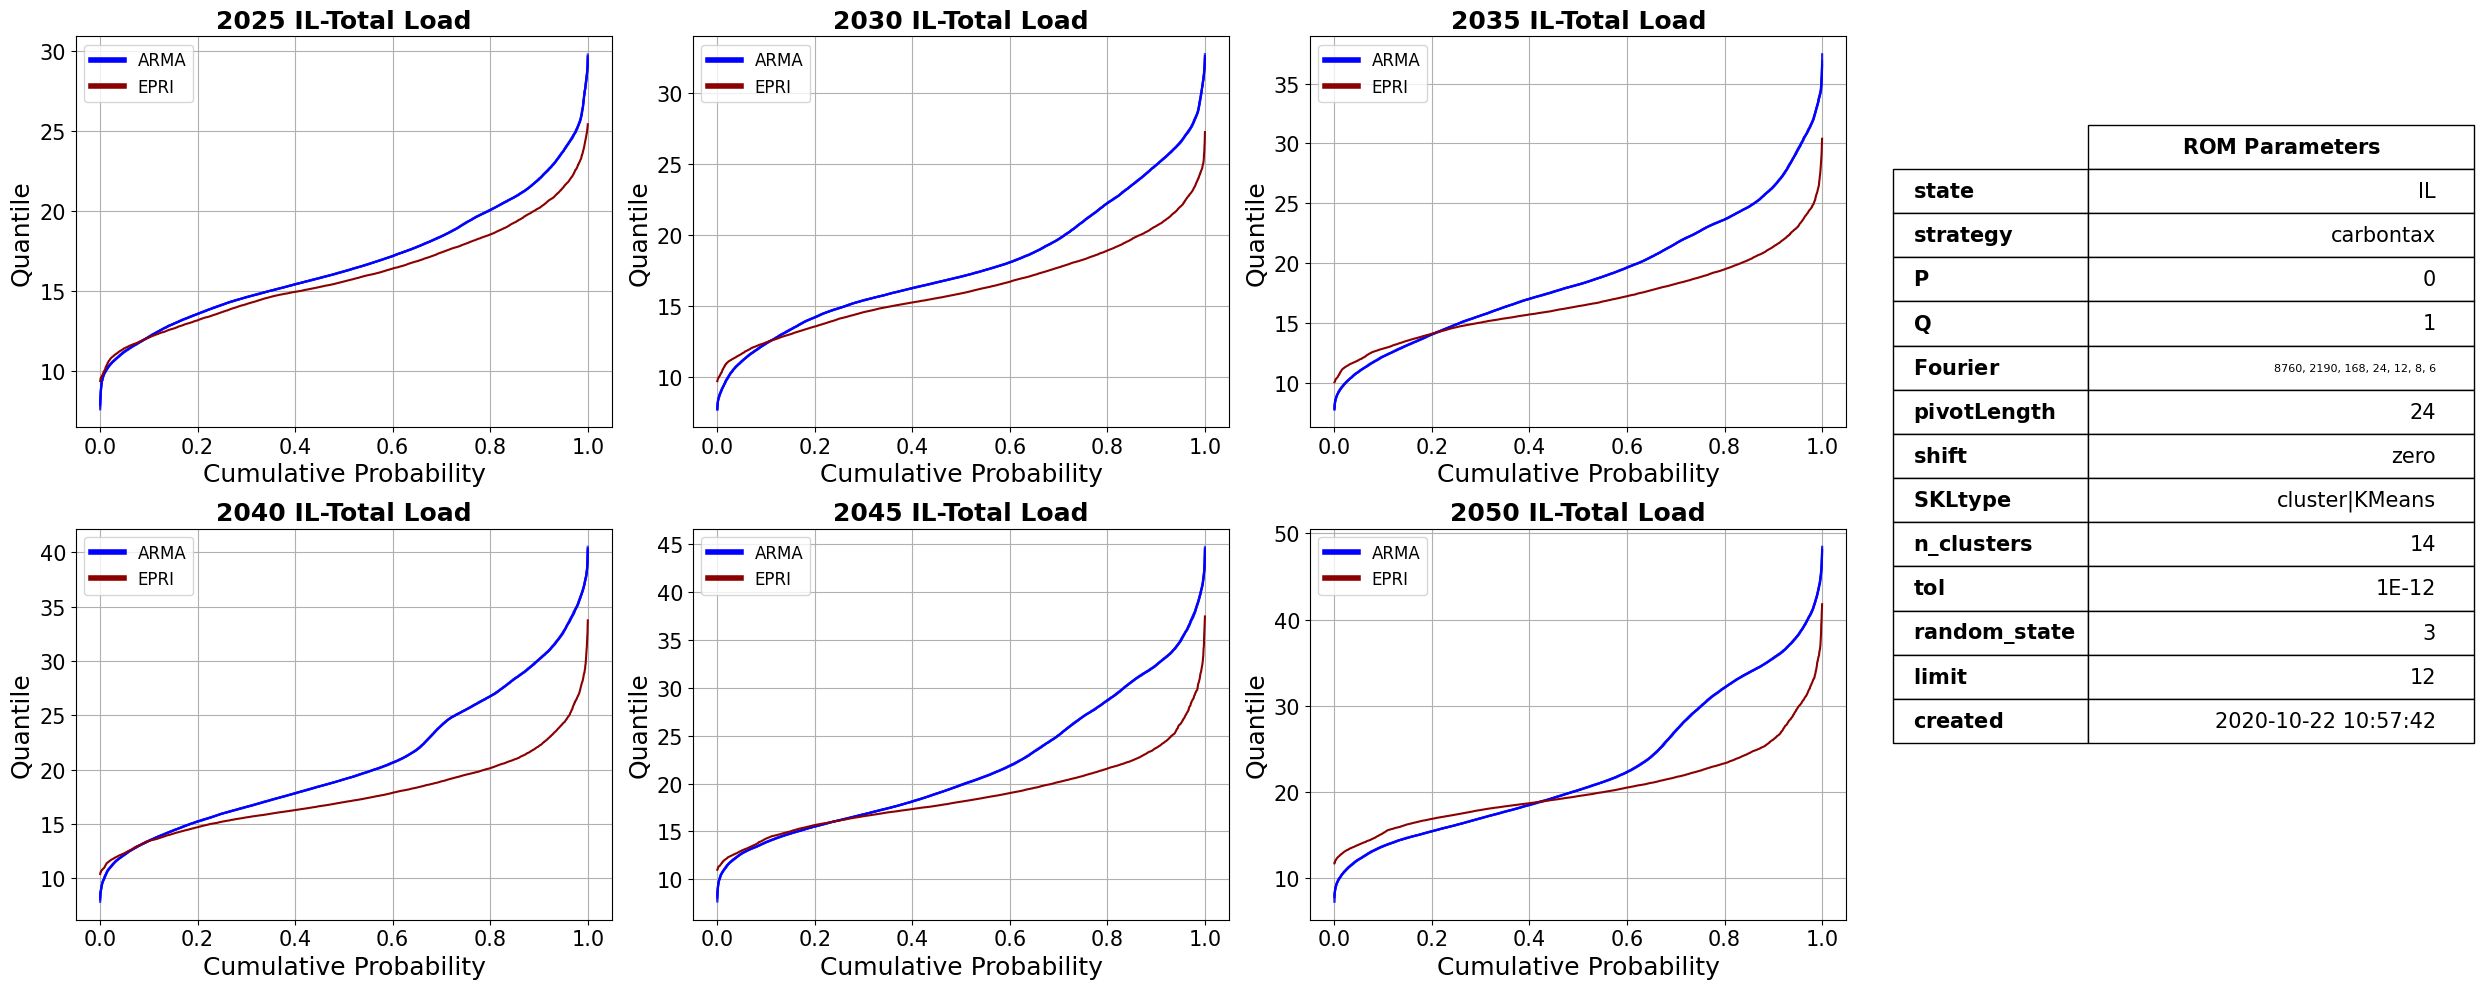 2025 IL-Total Load
ARMA
EPRI
Quantile
30
25
20
15
10
0.0 0.2 0.4 0.6 0.8 1.0
Cumulative Probability
2030 IL-Total Load
ARMA
EPRI
Quantile
30
25
20
15
10
0.0 0.2 0.4 0.6 0.8 1.0
Cumulative Probability
2035 IL-Total Load
ARMA
EPRI
Quantile
35
30
25
20
15
10
0.0 0.2 0.4 0.6 0.8 1.0
Cumulative Probability
2040 IL-Total Load
ARMA
EPRI
Quantile
40
35
30
25
20
15
10
0.0 0.2 0.4 0.6 0.8 1.0
Cumulative Probability
2045 IL-Total Load
ARMA
EPRI
Quantile
45
40
35
30
25
20
15
10
0.0 0.2 0.4 0.6 0.8 1.0
Cumulative Probability
2050 IL-Total Load
ARMA
EPRI
Quantile
50
40
30
20
10
0.0 0.2 0.4 0.6 0.8 1.0
Cumulative Probability
ROM Parameters
state IL
strategy carbontax
P 0
Q 1
Fourier 8760, 2190, 168, 24, 12, 8, 6
pivotLength 24
shift zero
SKLtype cluster|KMeans
n_clusters 14
tol 1E-12
random_state 3
limit 12
created 2020-10-22 10:57:42